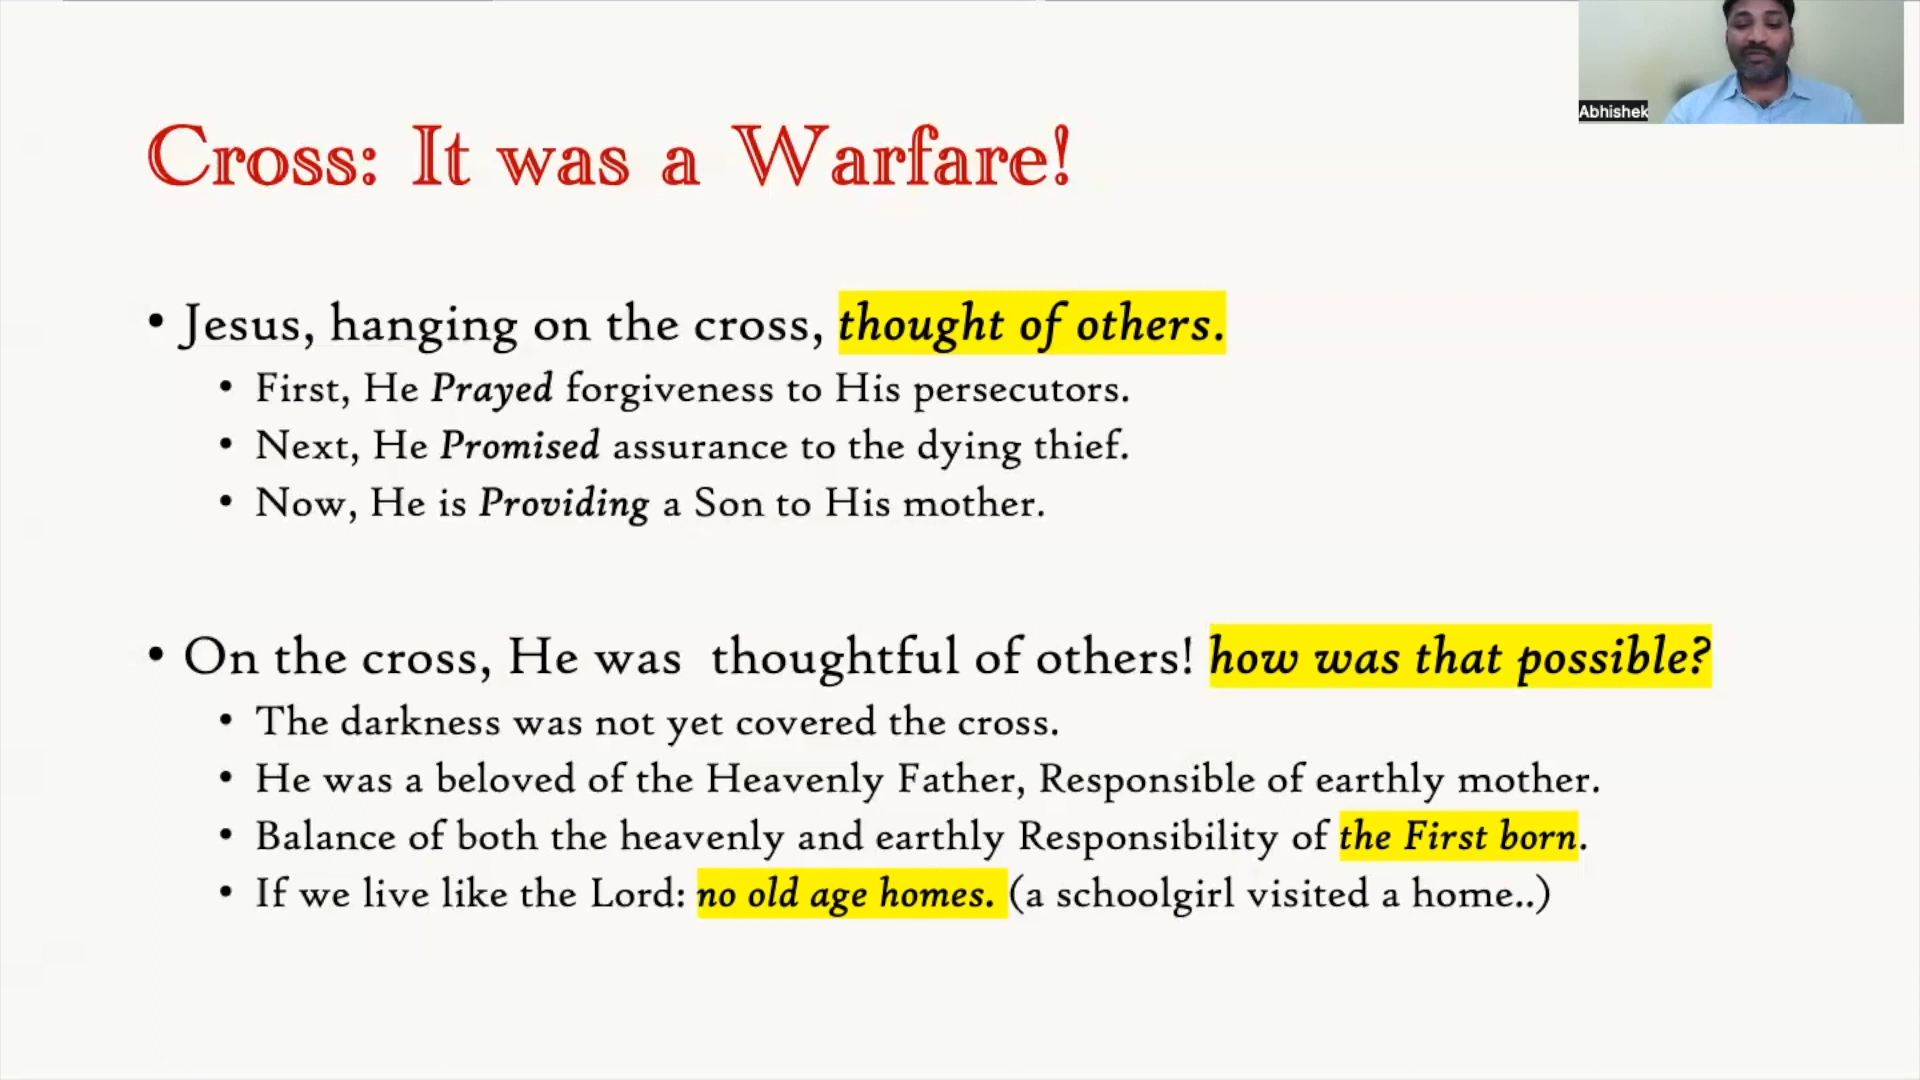 Abhishek
Cross: It was a Warfare!
• Jesus, hanging on the cross, thought of others.
• First, He Prayed forgiveness to His persecutors.
• Next, He Promised assurance to the dying thief.
• Now, He is Providing a Son to His mother.
• On the cross, He was thoughtful of others! how was that possible?
• The darkness was not yet covered the cross.
• He was a beloved of the Heavenly Father, Responsible of earthly mother.
• Balance of both the heavenly and earthly Responsibility of the First born.
• If we live like the Lord: no old age homes. (a schoolgirl visited a home..)